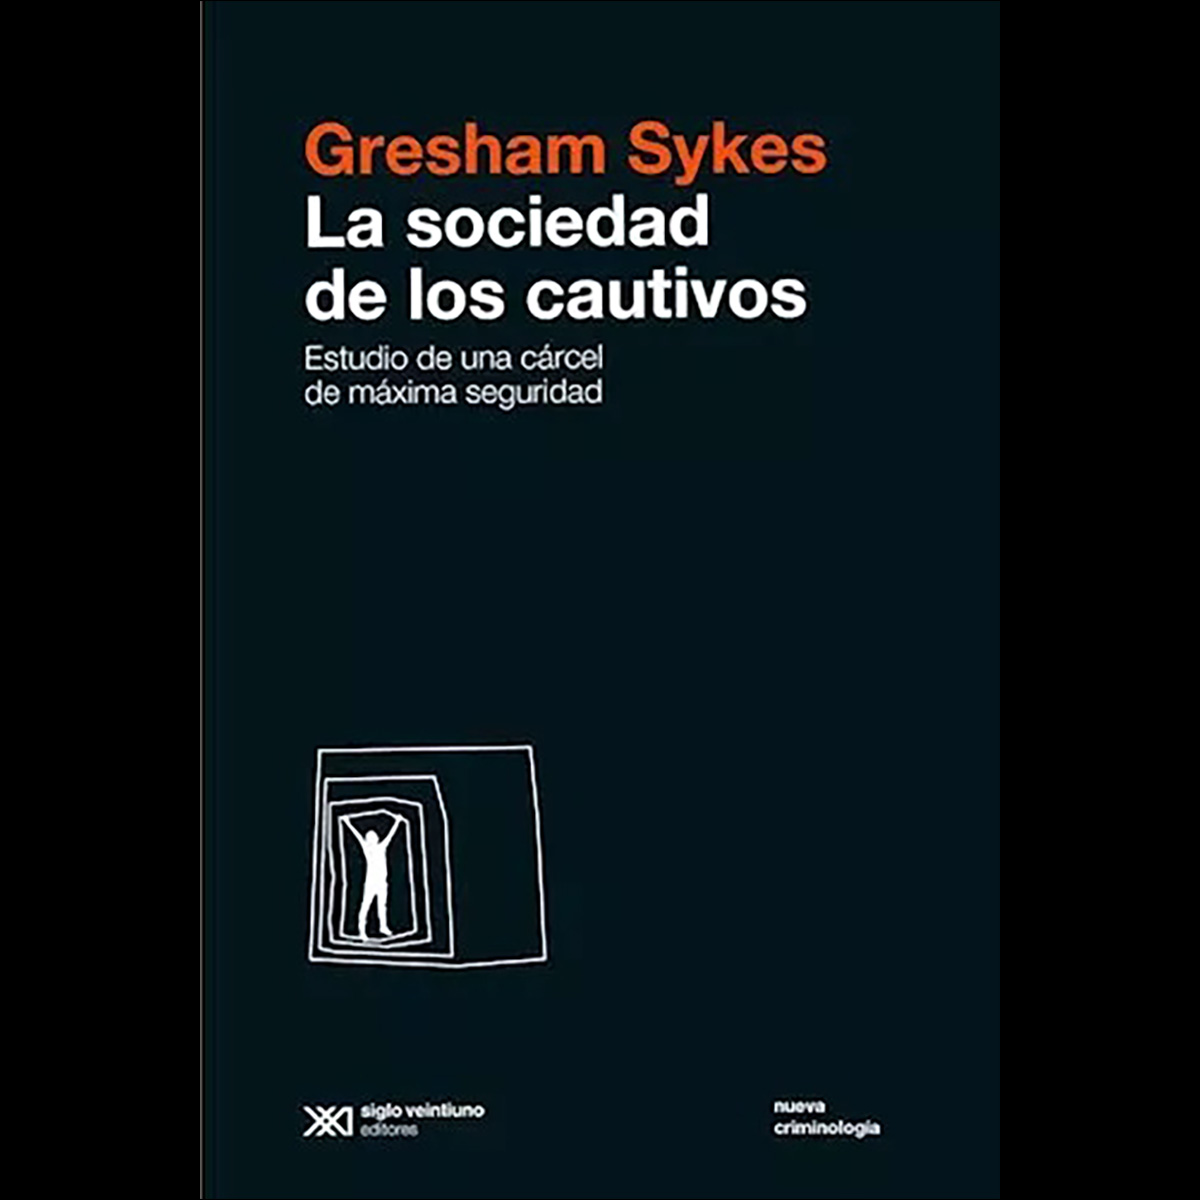 Gresham Sykes
La sociedad
de los cautivos
Estudio de una cárcel
de máxima seguridad
siglo veintiuno
editores
nueva
criminología